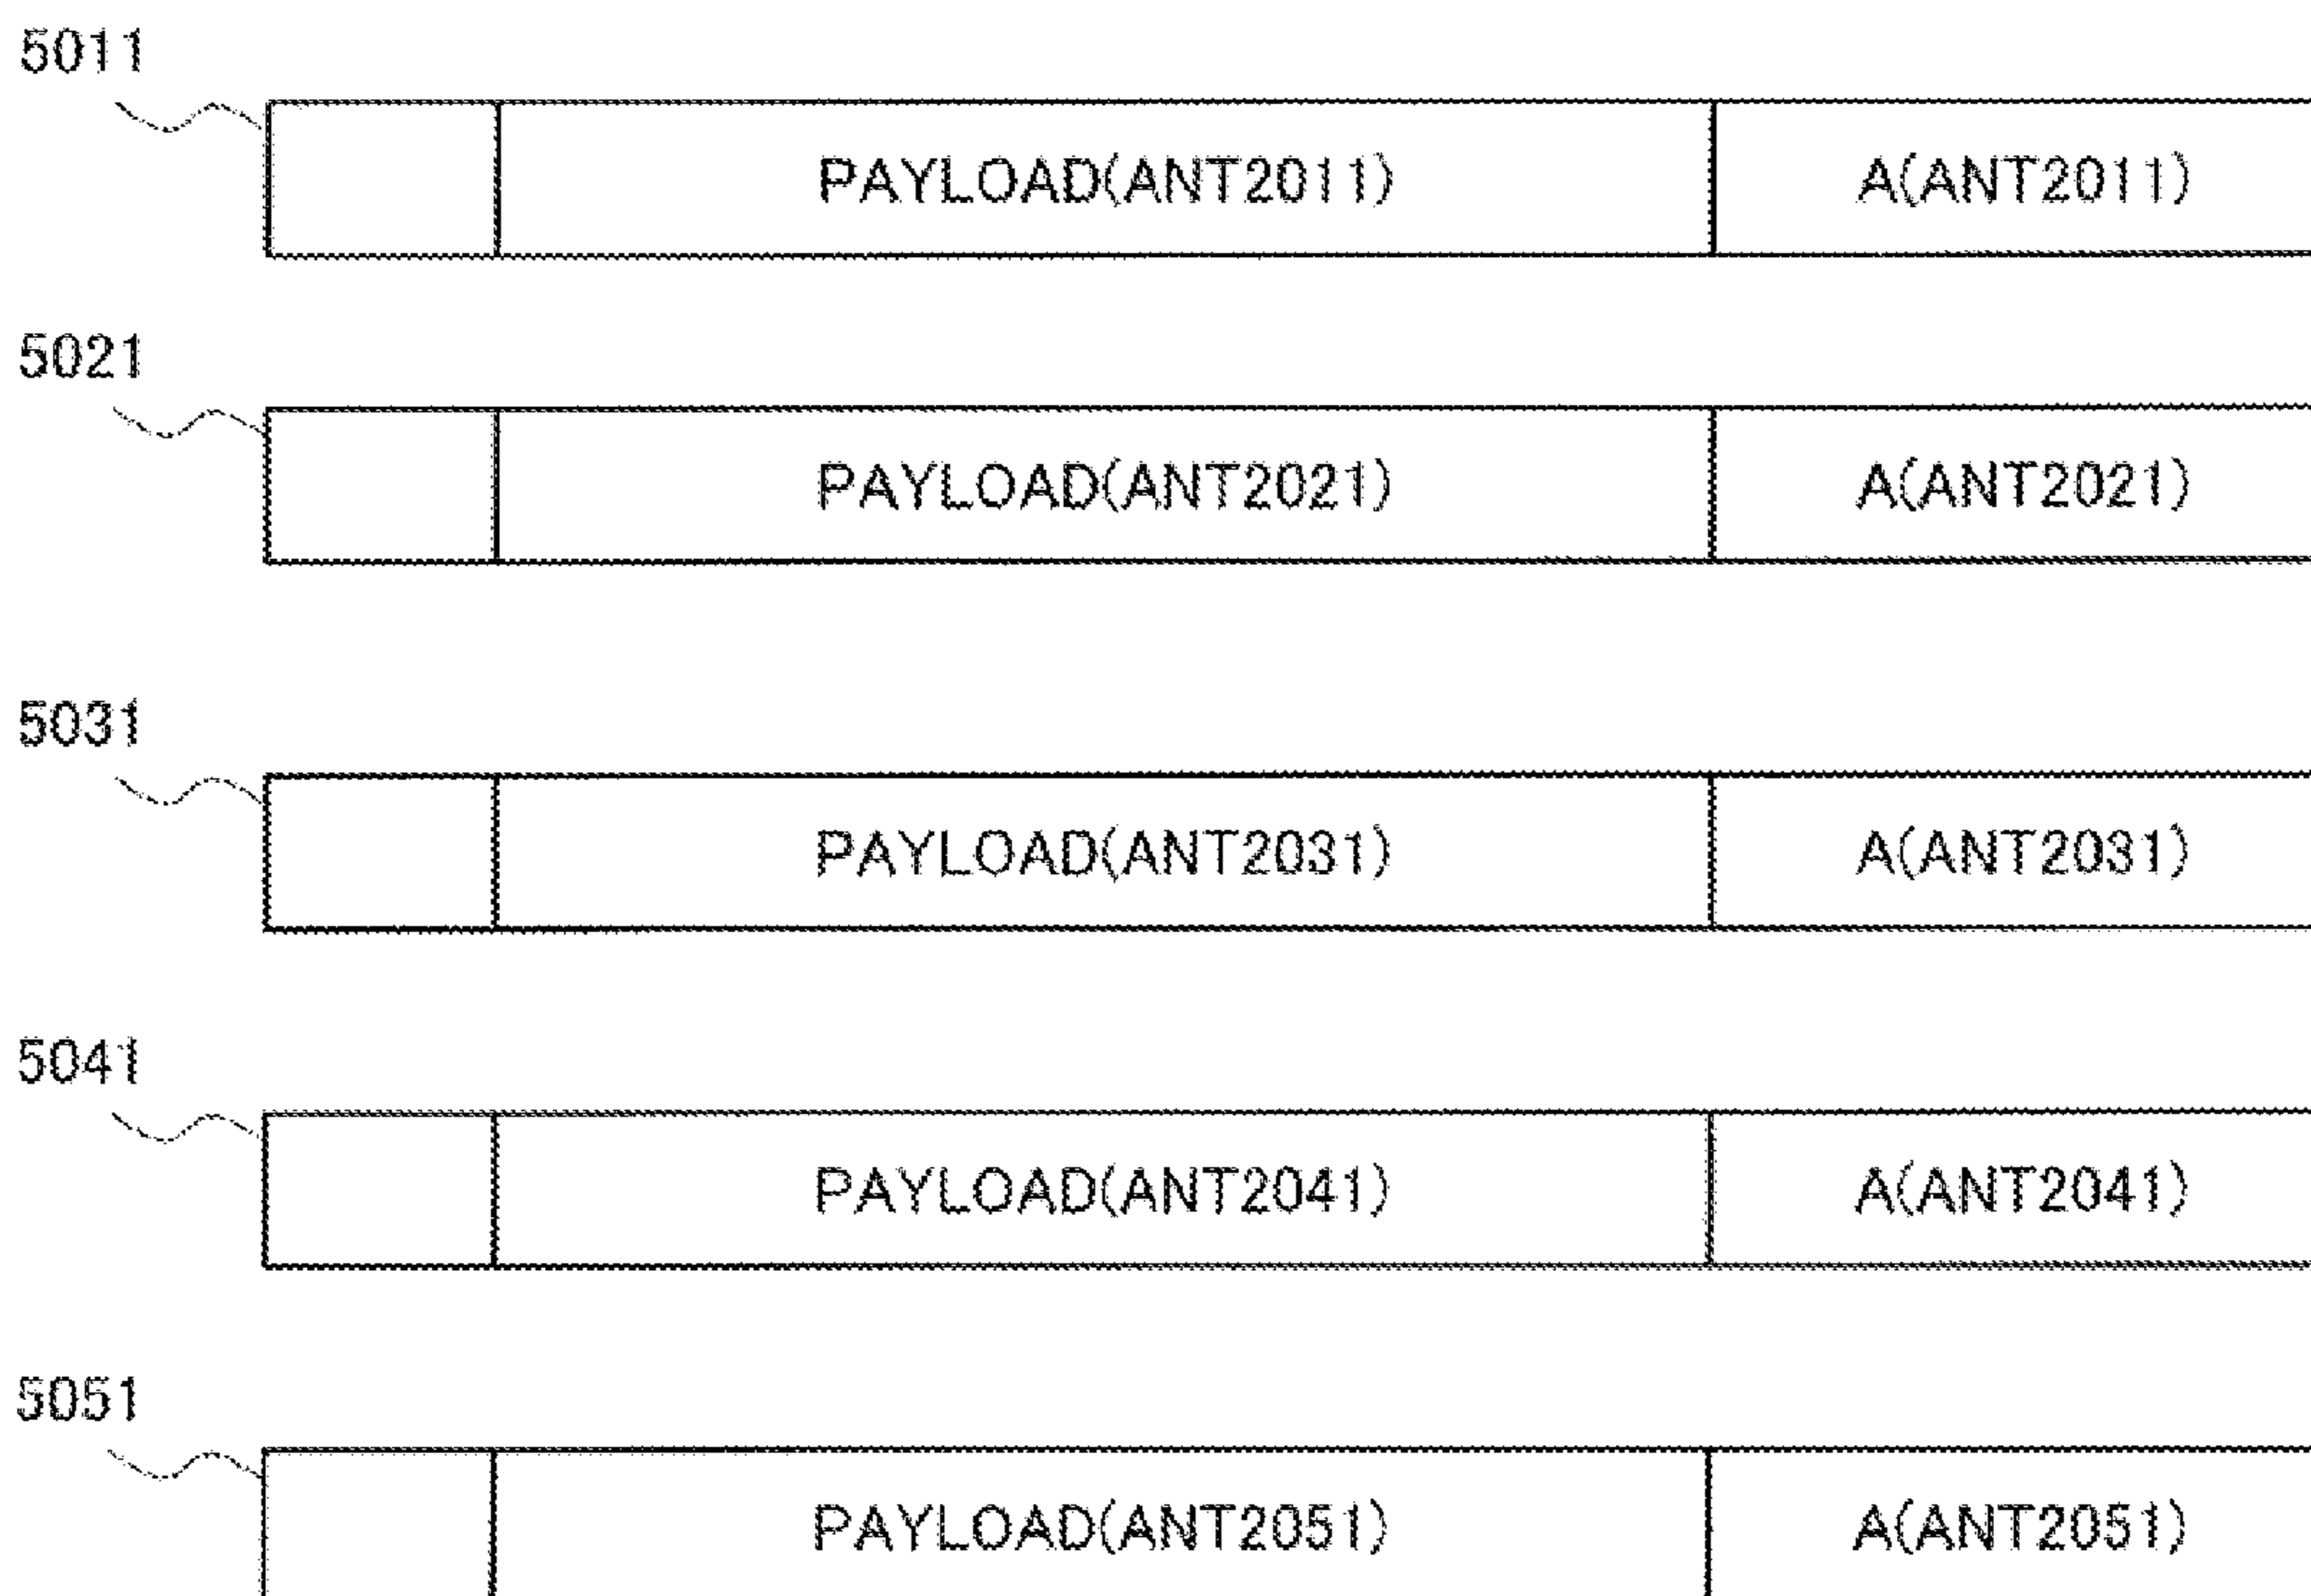 5011
PAYLOAD(ANT2011) A(ANT2011)
5021
PAYLOAD(ANT2021) A(ANT2021)
5031
PAYLOAD(ANT2031) A(ANT2031)
5041
PAYLOAD(ANT2041) A(ANT2041)
5051
PAYLOAD(ANT2051) A(ANT2051)